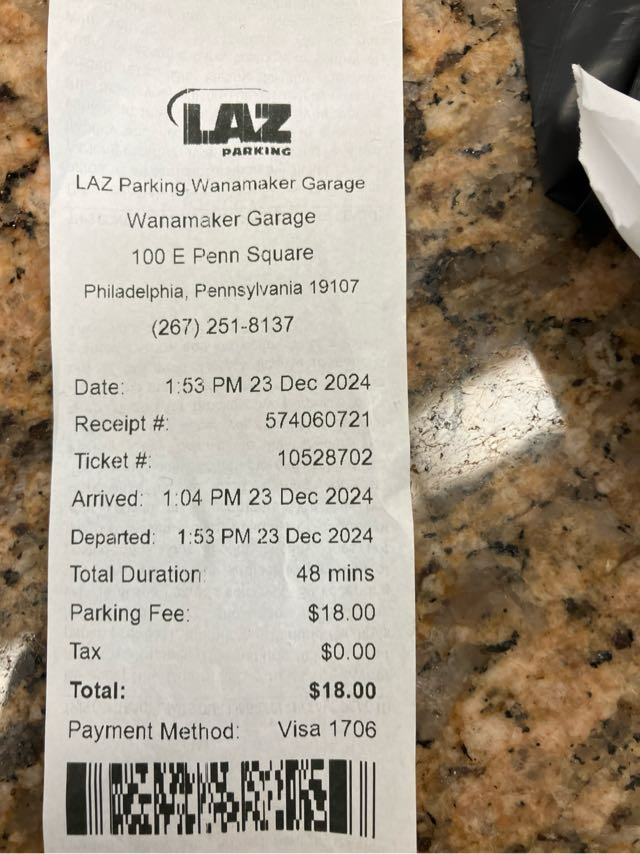 LAZ
PARKING
LAZ Parking Wanamaker Garage
Wanamaker Garage
100 E Penn Square
Philadelphia, Pennsylvania 19107
(267) 251-8137
Date: 1:53 PM 23 Dec 2024
Receipt #: 574060721
Ticket #: 10528702
Arrived: 1:04 PM 23 Dec 2024
Departed: 1:53 PM 23 Dec 2024
Total Duration: 48 mins
Parking Fee: $18.00
Tax $0.00
Total: $18.00
Payment Method: Visa 1706